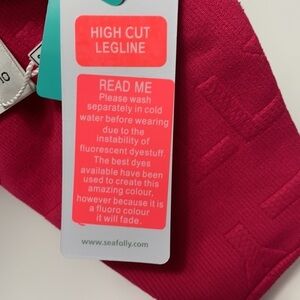 HIGH CUT
LEGLINE
READ ME
Please wash
separately in cold
water before wearing
due to the
instability of
fluorescent dyestuff.
The best dyes
available have been
used to create this
amazing colour,
however because it is
a fluoro colour
it will fade.
www.seafolly.com